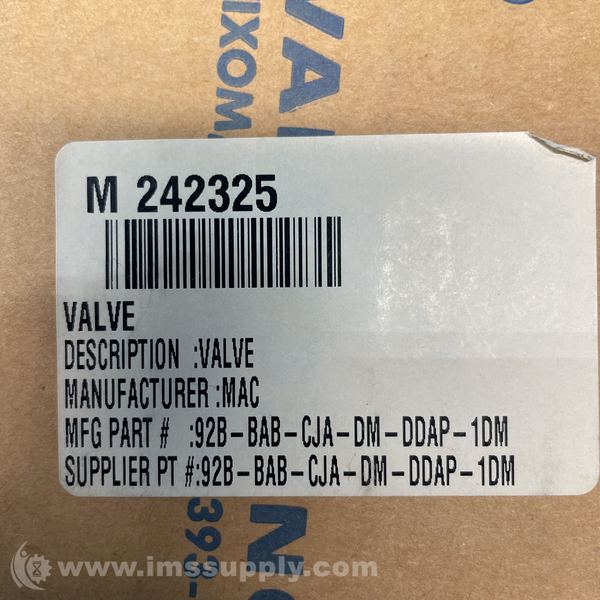 WIXOM,
M 242325
VALVE
DESCRIPTION :VALVE
MANUFACTURER :MAC
MFG PART # :92B-BAB-CJA-DM-DDAP-1DM
SUPPLIER PT #:92B-BAB-CJA-DM-DDAP-1DM
www.imssupply.com